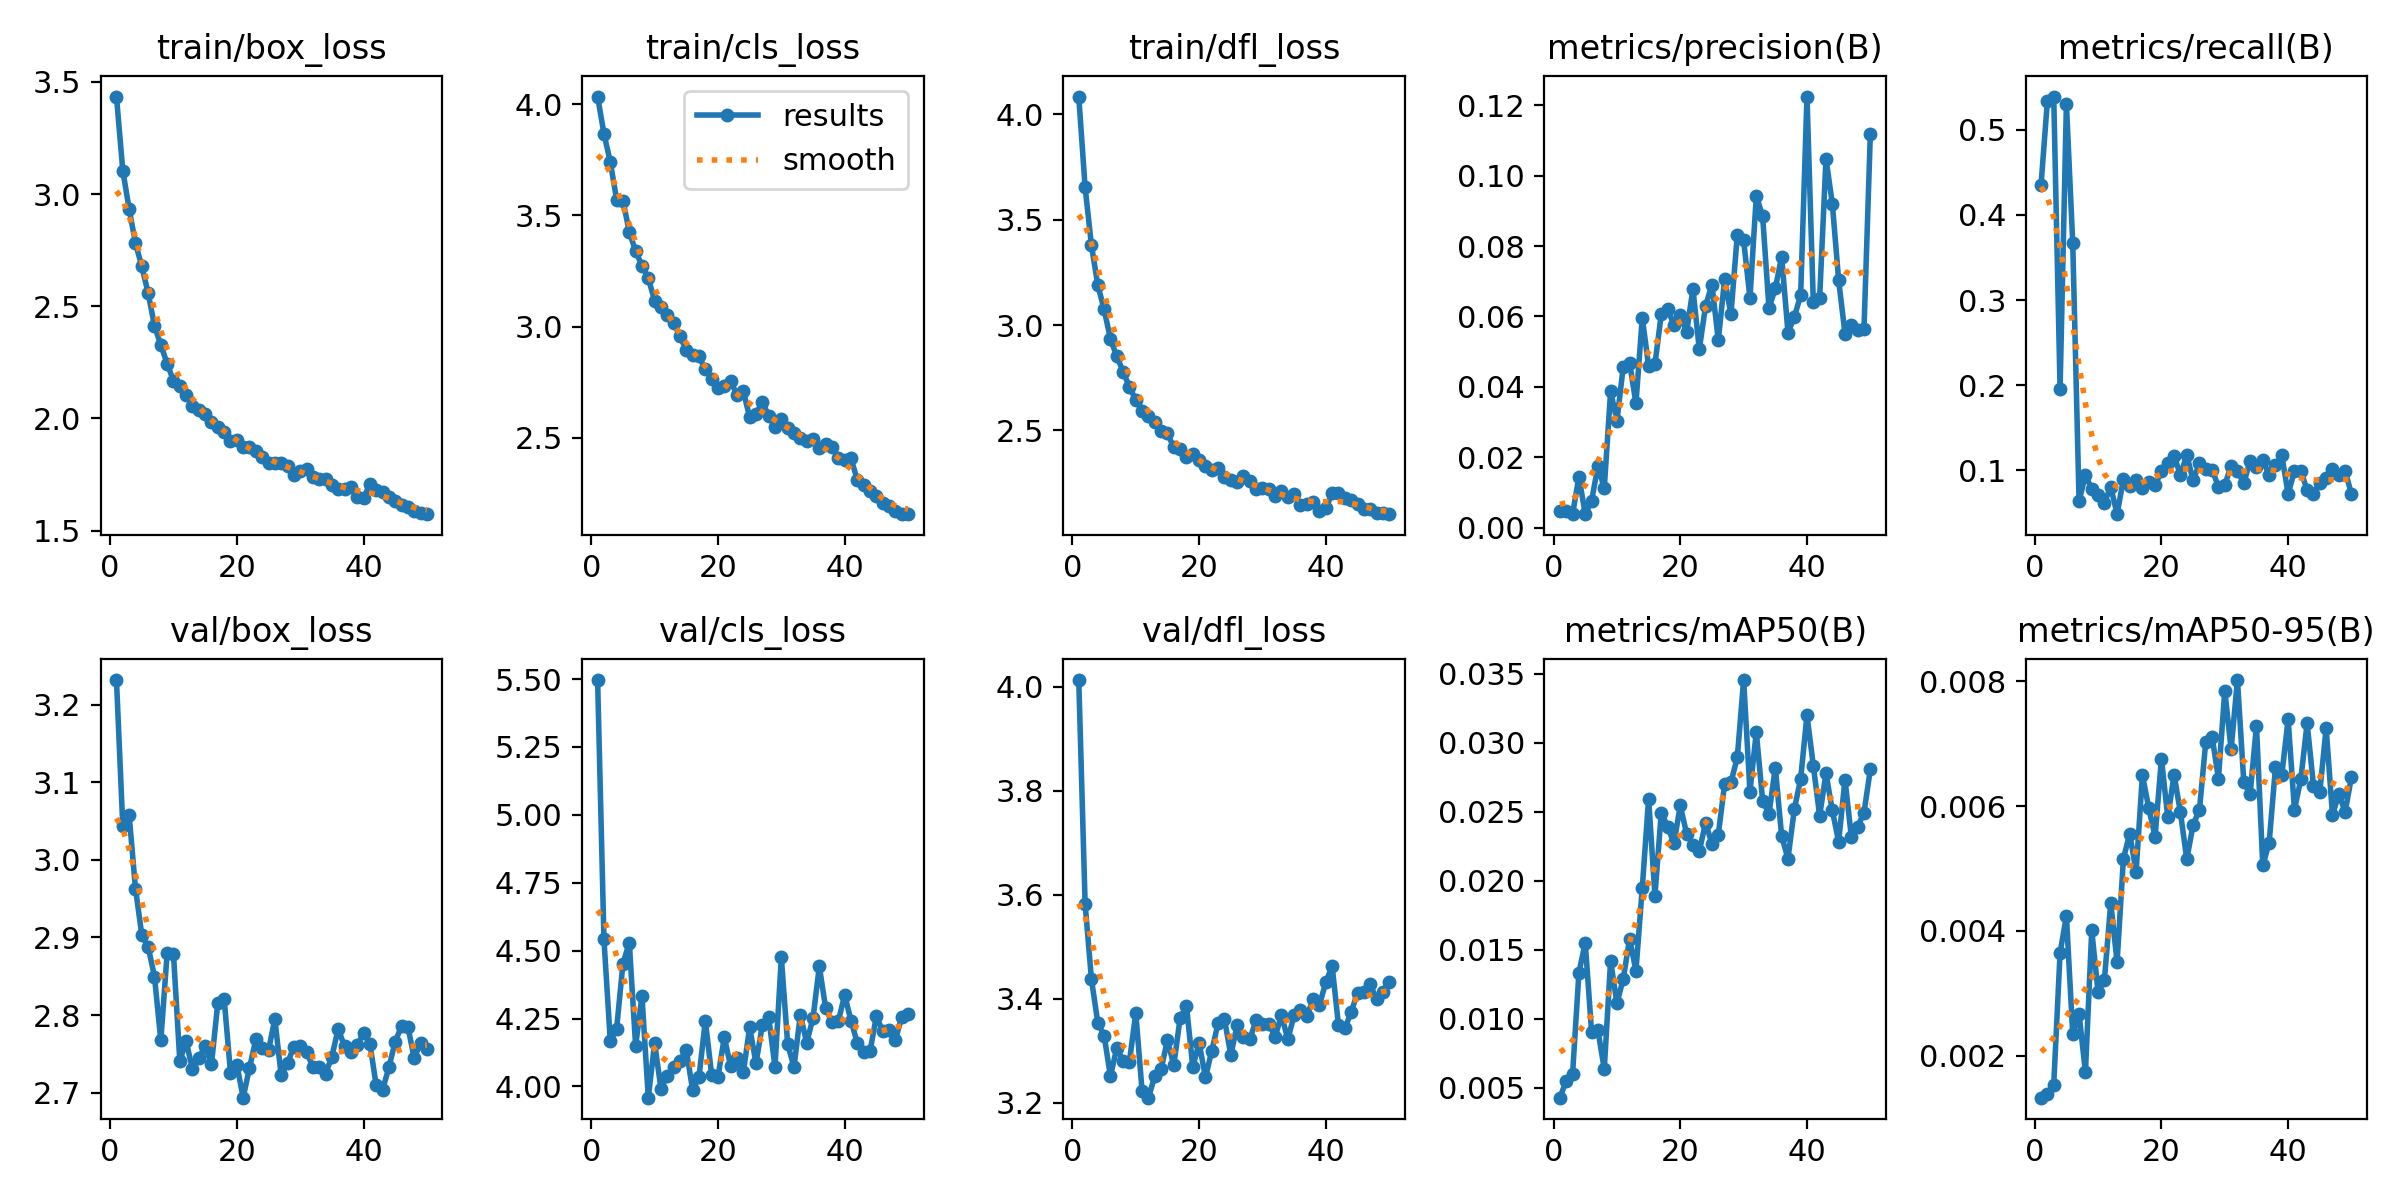 train/box_loss
3.5
3.0
2.5
2.0
1.5
0 20 40
train/cls_loss
results
smooth
4.0
3.5
3.0
2.5
0 20 40
train/dfl_loss
4.0
3.5
3.0
2.5
0 20 40
metrics/precision(B)
0.12
0.10
0.08
0.06
0.04
0.02
0.00
0 20 40
metrics/recall(B)
0.5
0.4
0.3
0.2
0.1
0 20 40
val/box_loss
3.2
3.1
3.0
2.9
2.8
2.7
0 20 40
val/cls_loss
5.50
5.25
5.00
4.75
4.50
4.25
4.00
0 20 40
val/dfl_loss
4.0
3.8
3.6
3.4
3.2
0 20 40
metrics/mAP50(B)
0.035
0.030
0.025
0.020
0.015
0.010
0.005
0 20 40
metrics/mAP50-95(B)
0.008
0.006
0.004
0.002
0 20 40